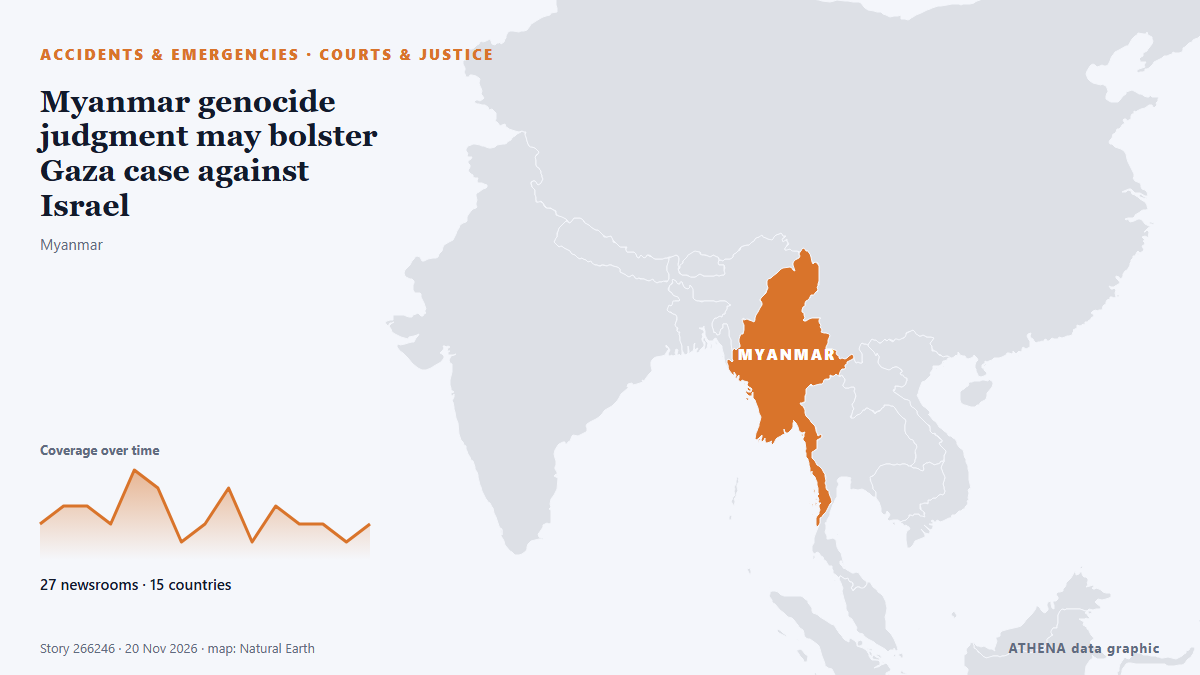 ACCIDENTS & EMERGENCIES · COURTS & JUSTICE
Myanmar genocide
judgment may bolster
Gaza case against
Israel
Myanmar
MYANMAR
Coverage over time
27 newsrooms · 15 countries
Story 266246 · 20 Nov 2026 · map: Natural Earth
ATHENA data graphic